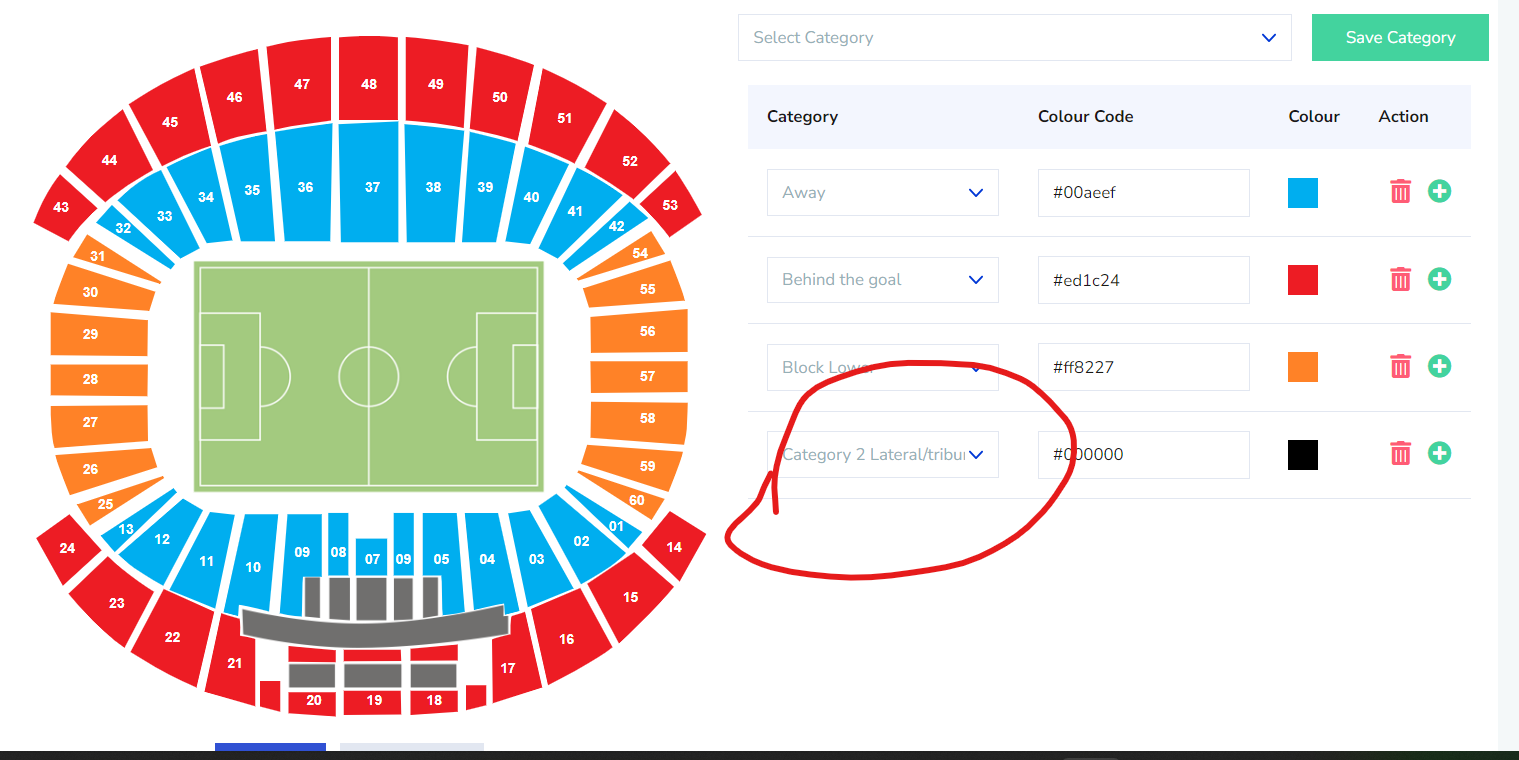 Select Category
Save Category
Category Colour Code Colour Action
Away #00aeef
Behind the goal #ed1c24
Block Lower #ff8227
Category 2 Lateral/tribu #000000
48
47 49
46 50
45 51
44 52
43 53
37
36 38
35 39
34 40
33 41
32 42
31 54
30 55
29 56
28 57
27 58
26 59
25 60
13 01
12 02
11 03
10 09 08 07 09 05 04
24 14
23 15
22 16
21 17
20 19 18